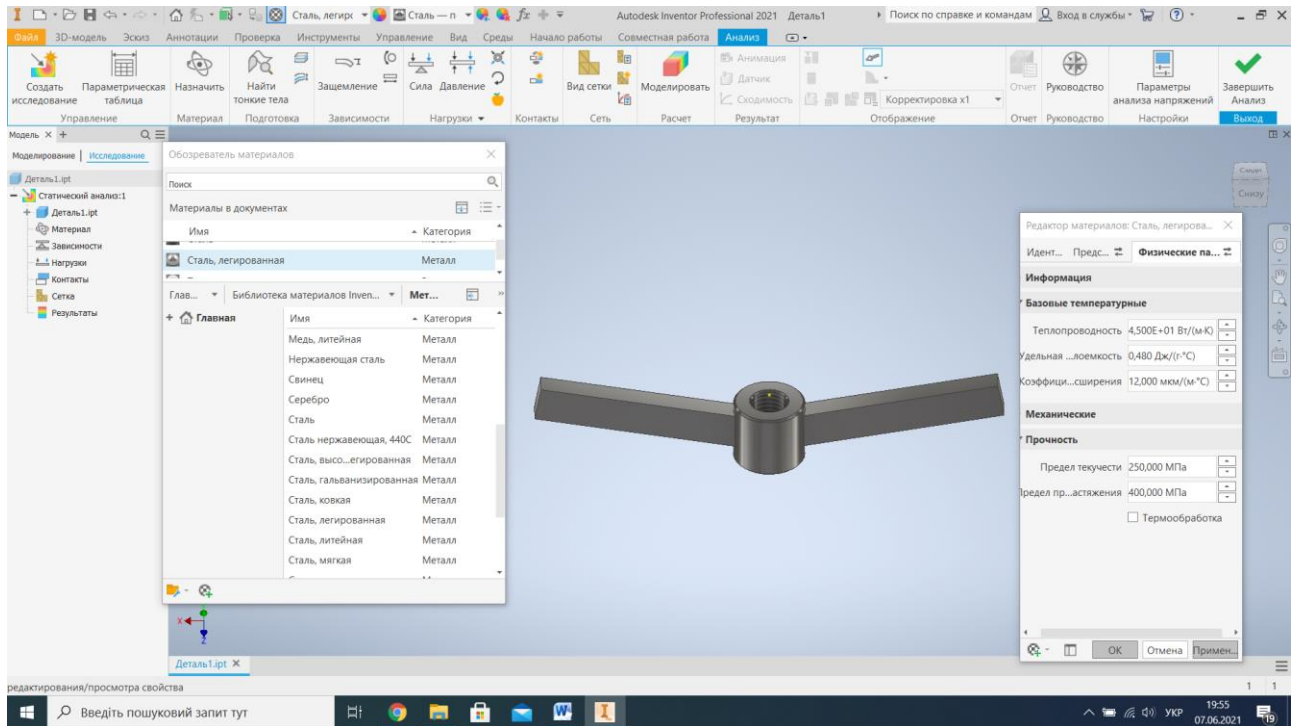 Сталь, легирс
Сталь — п
fx
Autodesk Inventor Professional 2021 Деталь1
Поиск по справке и командам
Вход в службы
Файл 3D-модель Эскиз Аннотации Проверка Инструменты Управление Вид Среды Начало работы Совместная работа Анализ
Создать исследование
Параметрическая таблица
Назначить
Найти тонкие тела
Защемление
Сила
Давление
Вид сетки
Моделировать
Анимация
Датчик
Сходимость
Корректировка x1
Отчет
Руководство
Параметры анализа напряжений
Завершить Анализ
Управление Материал Подготовка Зависимости Нагрузки Контакты Сеть Расчет Результат Отображение Отчет Руководство Настройки Выход
Модель × +
Моделирование | Исследование
Деталь1.ipt
Статический анализ:1
Деталь1.ipt
Материал
Зависимости
Нагрузки
Контакты
Сетка
Результаты
Обозреватель материалов
Поиск
Материалы в документах
Имя Категория
Сталь, легированная Металл
Глав... Библиотека материалов Inven... Мет...
Главная
Имя Категория
Медь, литейная Металл
Нержавеющая сталь Металл
Свинец Металл
Серебро Металл
Сталь Металл
Сталь нержавеющая, 440C Металл
Сталь, высо...егированная Металл
Сталь, гальванизированная Металл
Сталь, ковкая Металл
Сталь, легированная Металл
Сталь, литейная Металл
Сталь, мягкая Металл
Снизу
Редактор материалов: Сталь, легирова...
Идент... Предс... Физические па...
Информация
Базовые температурные
Теплопроводность 4,500E+01 Вт/(м·К)
Удельная ...лоемкость 0,480 Дж/(г·°C)
Коэффици...сширения 12,000 мкм/(м·°C)
Механические
Прочность
Предел текучести 250,000 МПа
Предел пр...астяжения 400,000 МПа
Термообработка
ОК Отмена Примен...
x
z
Деталь1.ipt ×
редактирования/просмотра свойства
1 1
Введіть пошуковий запит тут
УКР
19:55
07.06.2021
19